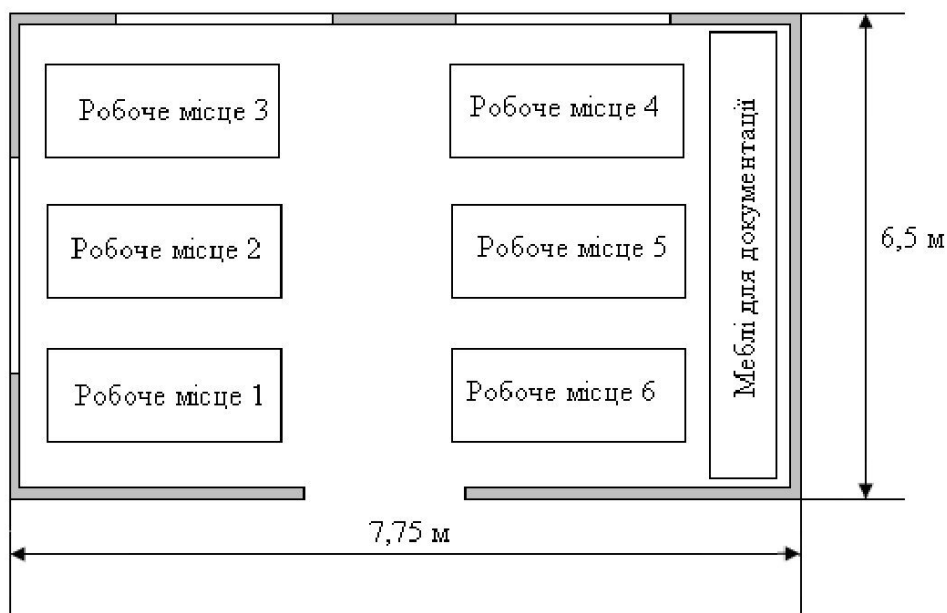 Робоче місце 3
Робоче місце 4
Робоче місце 2
Робоче місце 5
Робоче місце 1
Робоче місце 6
Меблі для документації
6,5 м
7,75 м